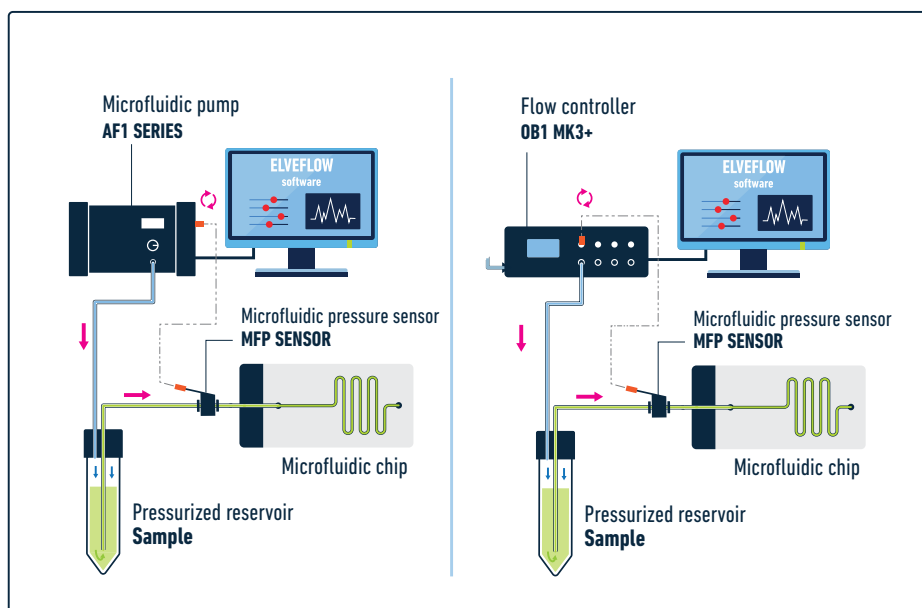 Microfluidic pump
AF1 SERIES
ELVEFLOW
software
Microfluidic pressure sensor
MFP SENSOR
Microfluidic chip
Pressurized reservoir
Sample
Flow controller
OB1 MK3+
ELVEFLOW
software
Microfluidic pressure sensor
MFP SENSOR
Microfluidic chip
Pressurized reservoir
Sample